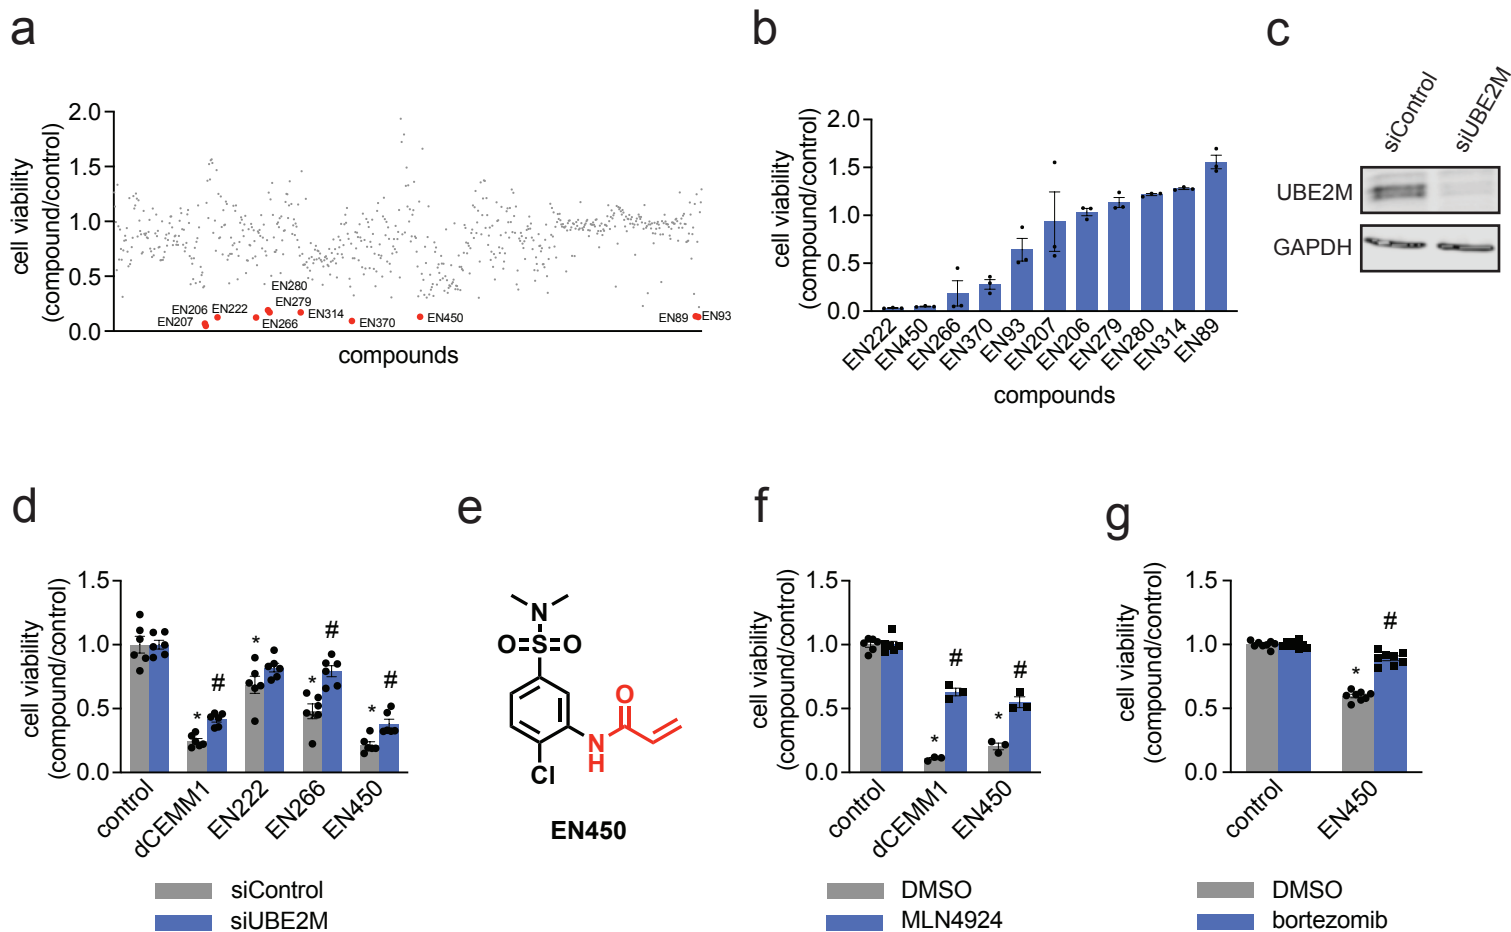 a
cell viability
(compound/control)
2.0
1.5
1.0
0.5
0.0
EN280
EN206
EN222
EN279
EN207
EN266
EN314
EN370
EN450
EN89
EN93
compounds
b
cell viability
(compound/control)
2.0
1.5
1.0
0.5
0.0
EN222
EN450
EN266
EN370
EN93
EN207
EN206
EN279
EN280
EN314
EN89
compounds
c
siControl
siUBE2M
UBE2M
GAPDH
d
cell viability
(compound/control)
1.5
1.0
0.5
0.0
*
#
*
*
#
*
#
control
dCEMM1
EN222
EN266
EN450
siControl
siUBE2M
e
N
O=S=O
O
N
H
Cl
EN450
f
cell viability
(compound/control)
1.5
1.0
0.5
0.0
*
#
*
#
control
dCEMM1
EN450
DMSO
MLN4924
g
cell viability
(compound/control)
1.5
1.0
0.5
0.0
*
#
control
EN450
DMSO
bortezomib